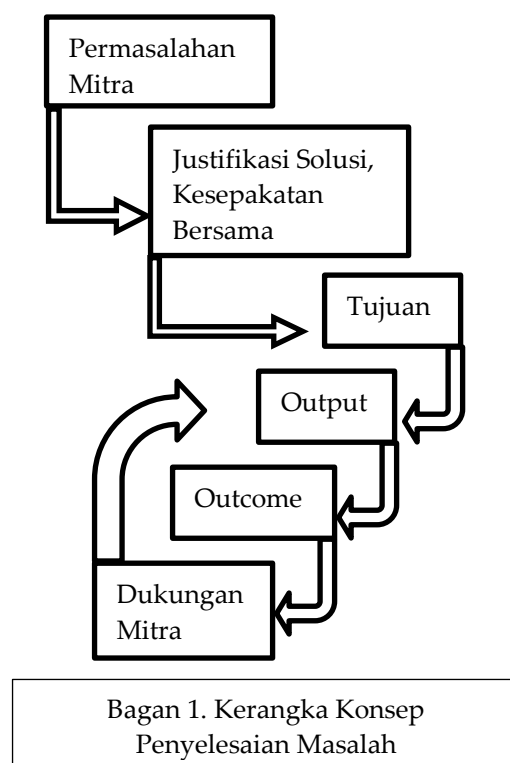 Permasalahan
Mitra
Justifikasi Solusi,
Kesepakatan
Bersama
Tujuan
Output
Outcome
Dukungan
Mitra
Bagan 1. Kerangka Konsep
Penyelesaian Masalah